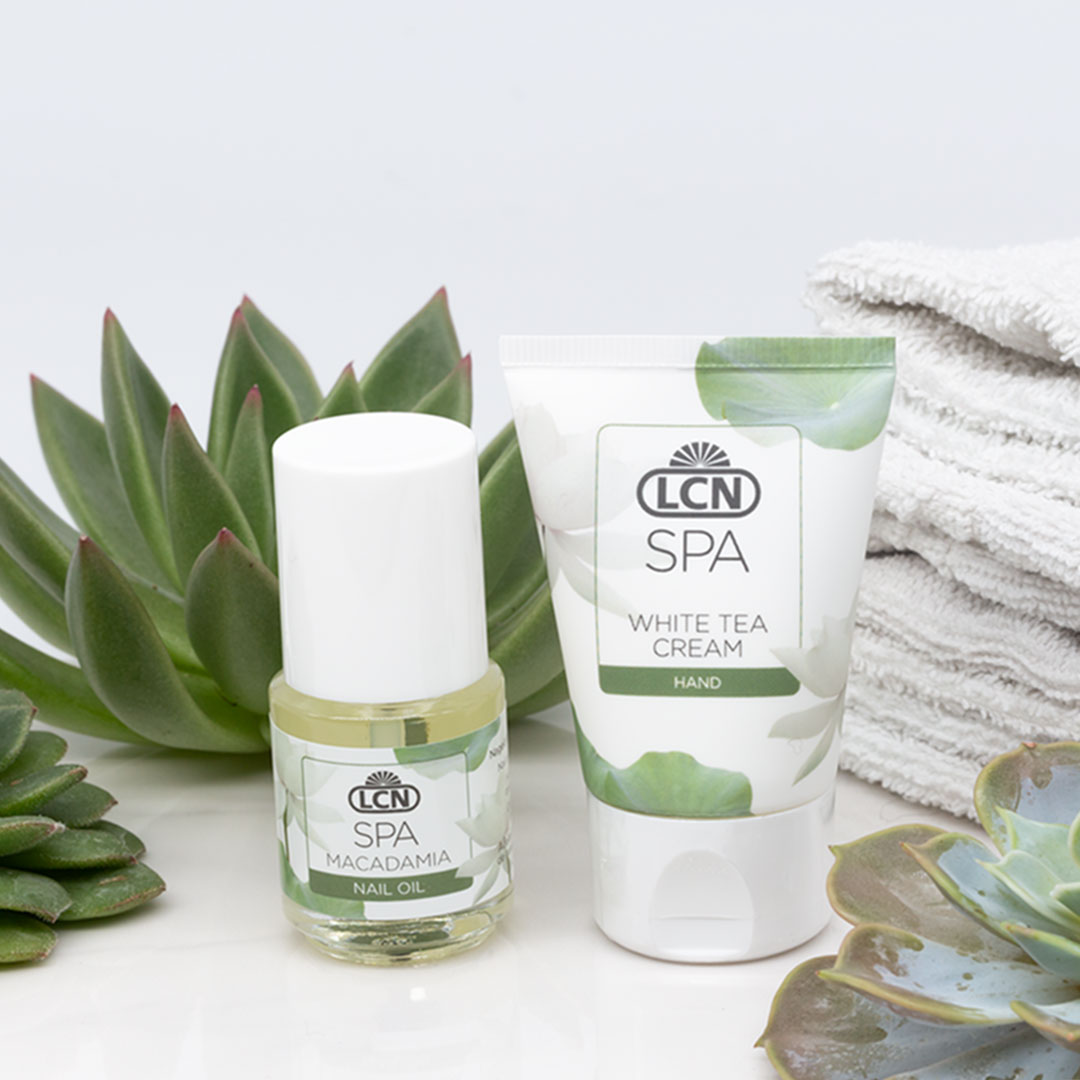 LCN
SPA
WHITE TEA
CREAM
HAND
LCN
SPA
MACADAMIA
NAIL OIL